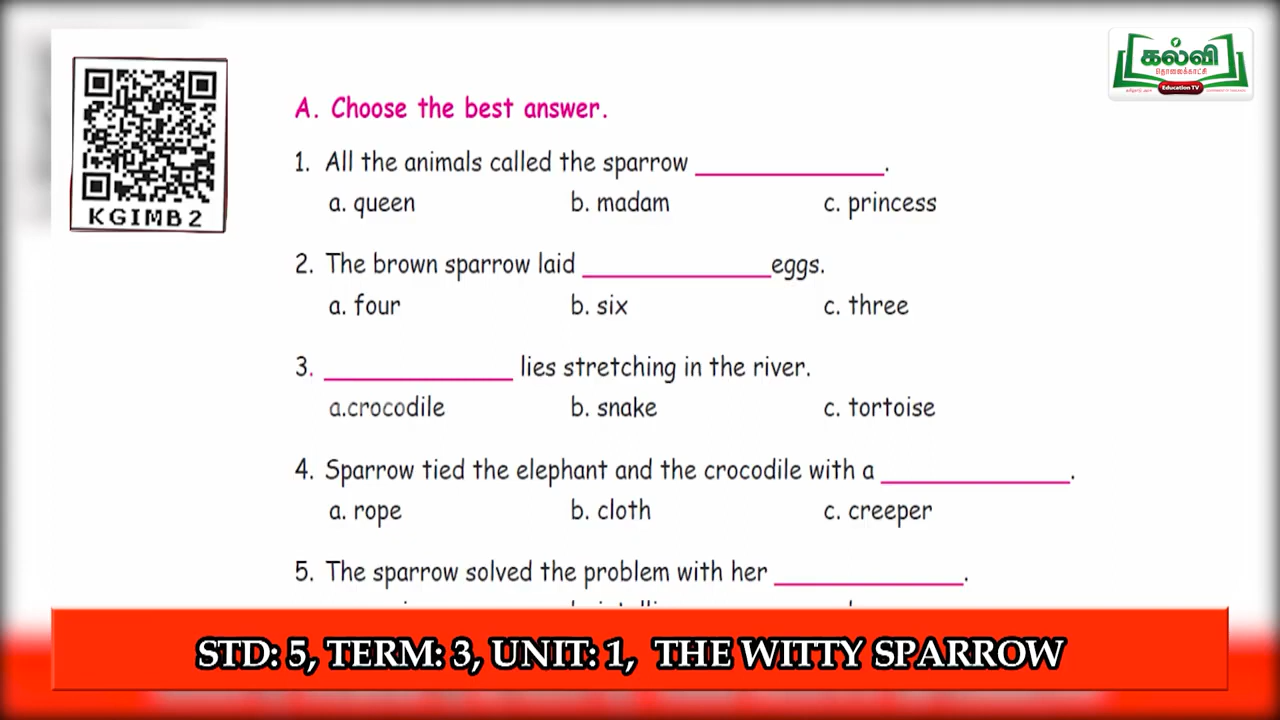 கல்வி
தொலைக்காட்சி
Education TV
KGIMB2
A. Choose the best answer.
1. All the animals called the sparrow ______________.
a. queen b. madam c. princess
2. The brown sparrow laid ______________eggs.
a. four b. six c. three
3. ______________ lies stretching in the river.
a.crocodile b. snake c. tortoise
4. Sparrow tied the elephant and the crocodile with a ______________.
a. rope b. cloth c. creeper
5. The sparrow solved the problem with her ______________.
STD: 5, TERM: 3, UNIT: 1, THE WITTY SPARROW